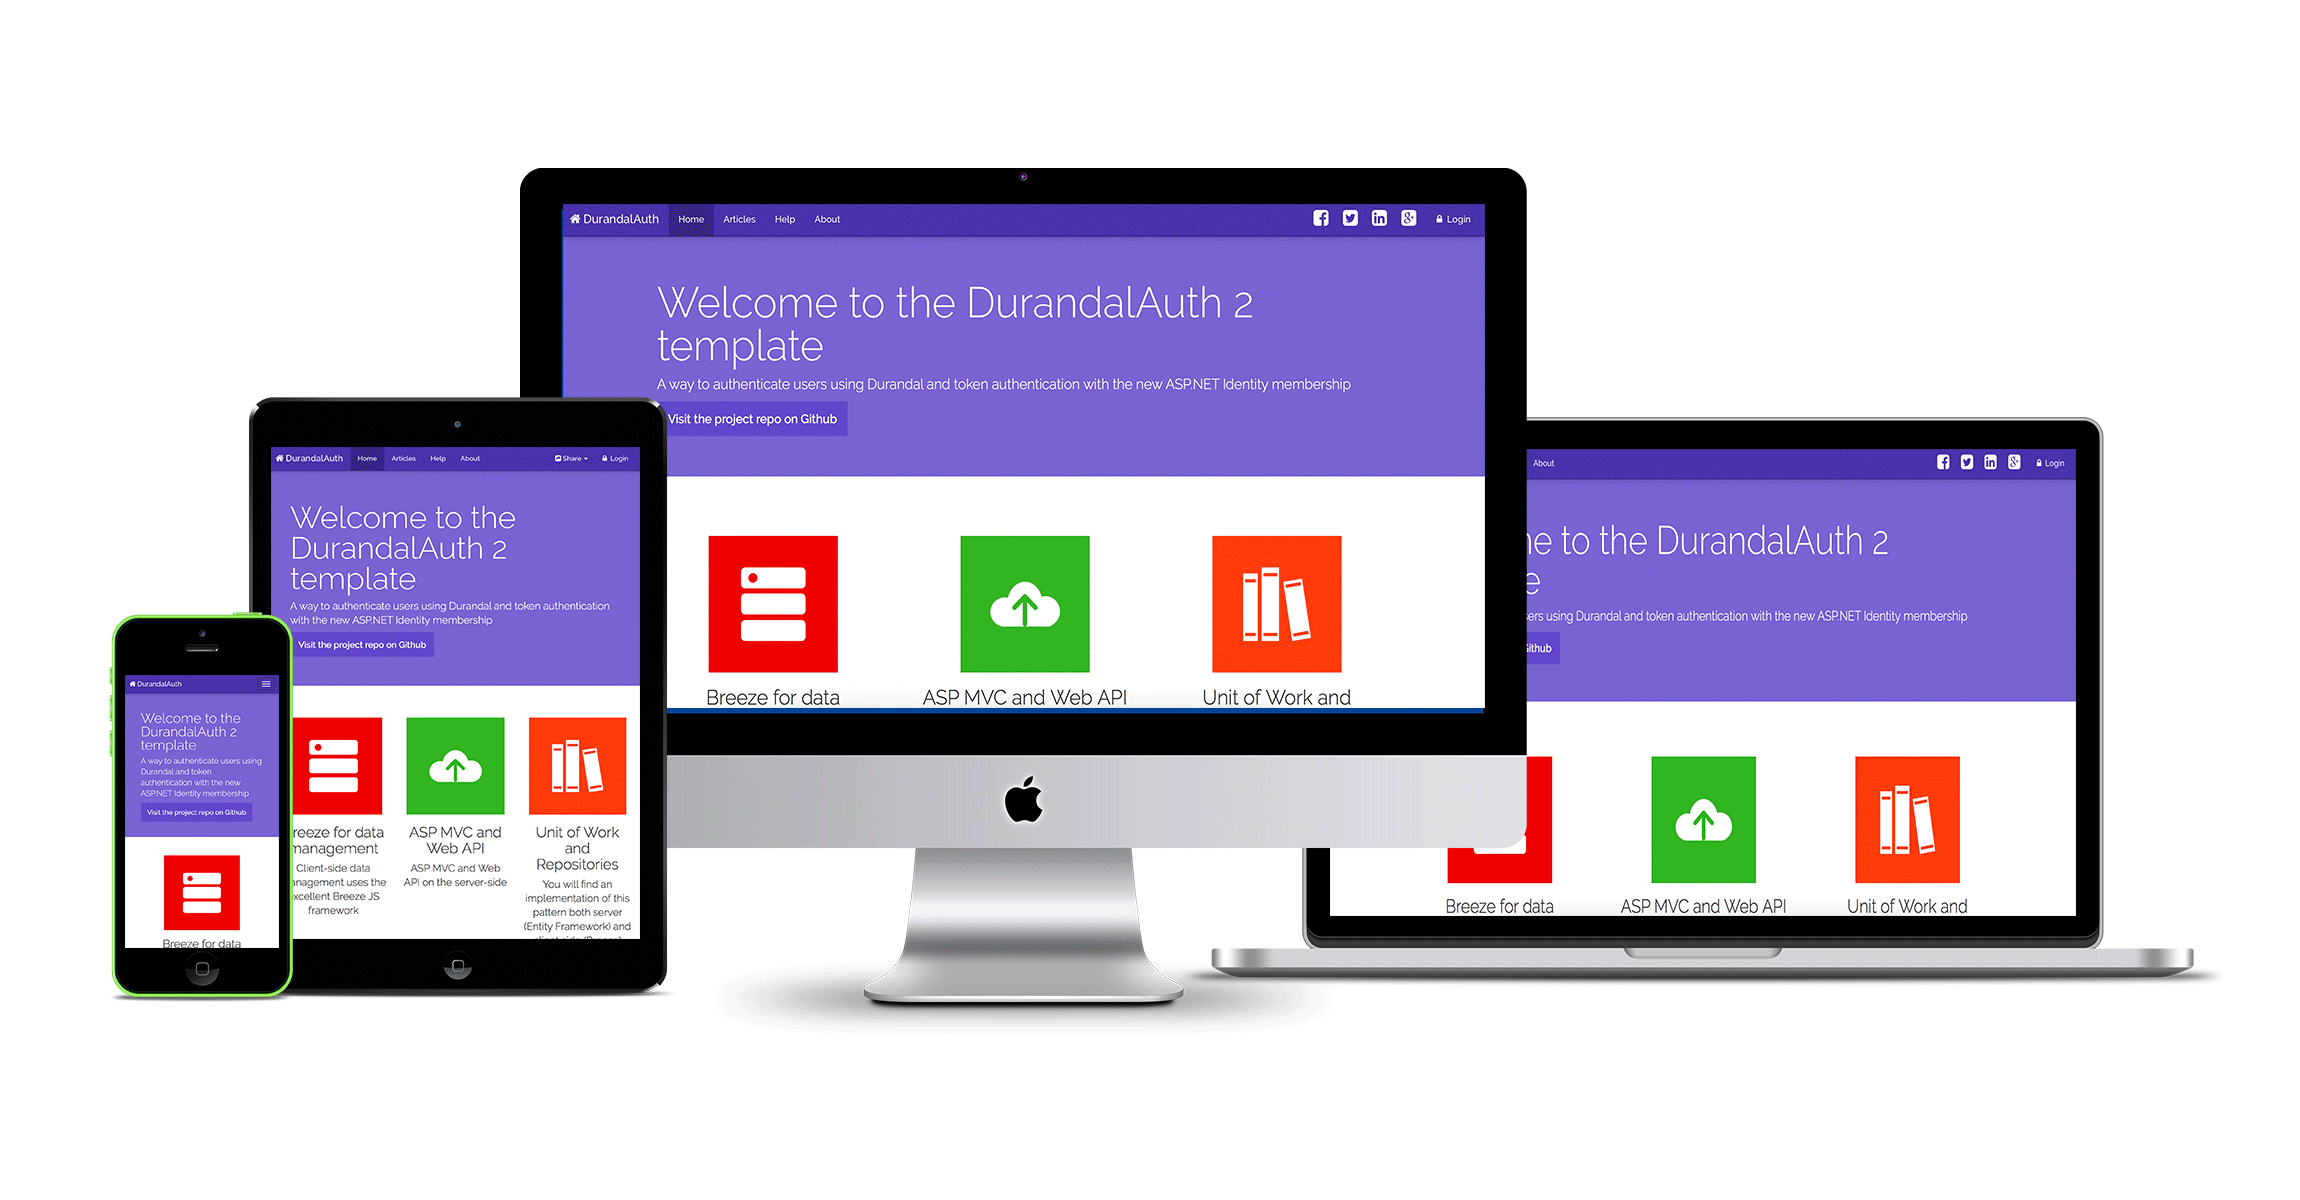 DurandalAuth Home Articles Help About Login
Welcome to the DurandalAuth 2
template
A way to authenticate users using Durandal and token authentication with the new ASP.NET Identity membership
Visit the project repo on Github
Breeze for data
ASP MVC and Web API
Unit of Work and
DurandalAuth Home Articles Help About Share Login
Welcome to the
DurandalAuth 2
template
A way to authenticate users using Durandal and token authentication
with the new ASP.NET Identity membership
Visit the project repo on Github
reeze for data
management
Client-side data
anagement uses the
excellent Breeze JS
framework
ASP MVC and
Web API
ASP MVC and Web
API on the server-side
Unit of Work
and
Repositories
You will find an
implementation of this
pattern both server
(Entity Framework) and
DurandalAuth
Welcome to the
DurandalAuth 2
template
A way to authenticate users using
Durandal and token
authentication with the new
ASP.NET Identity membership
Visit the project repo on Github
Breeze for data
About Login
me to the DurandalAuth 2
e
sers using Durandal and token authentication with the new ASP.NET Identity membership
Github
Breeze for data
ASP MVC and Web API
Unit of Work and